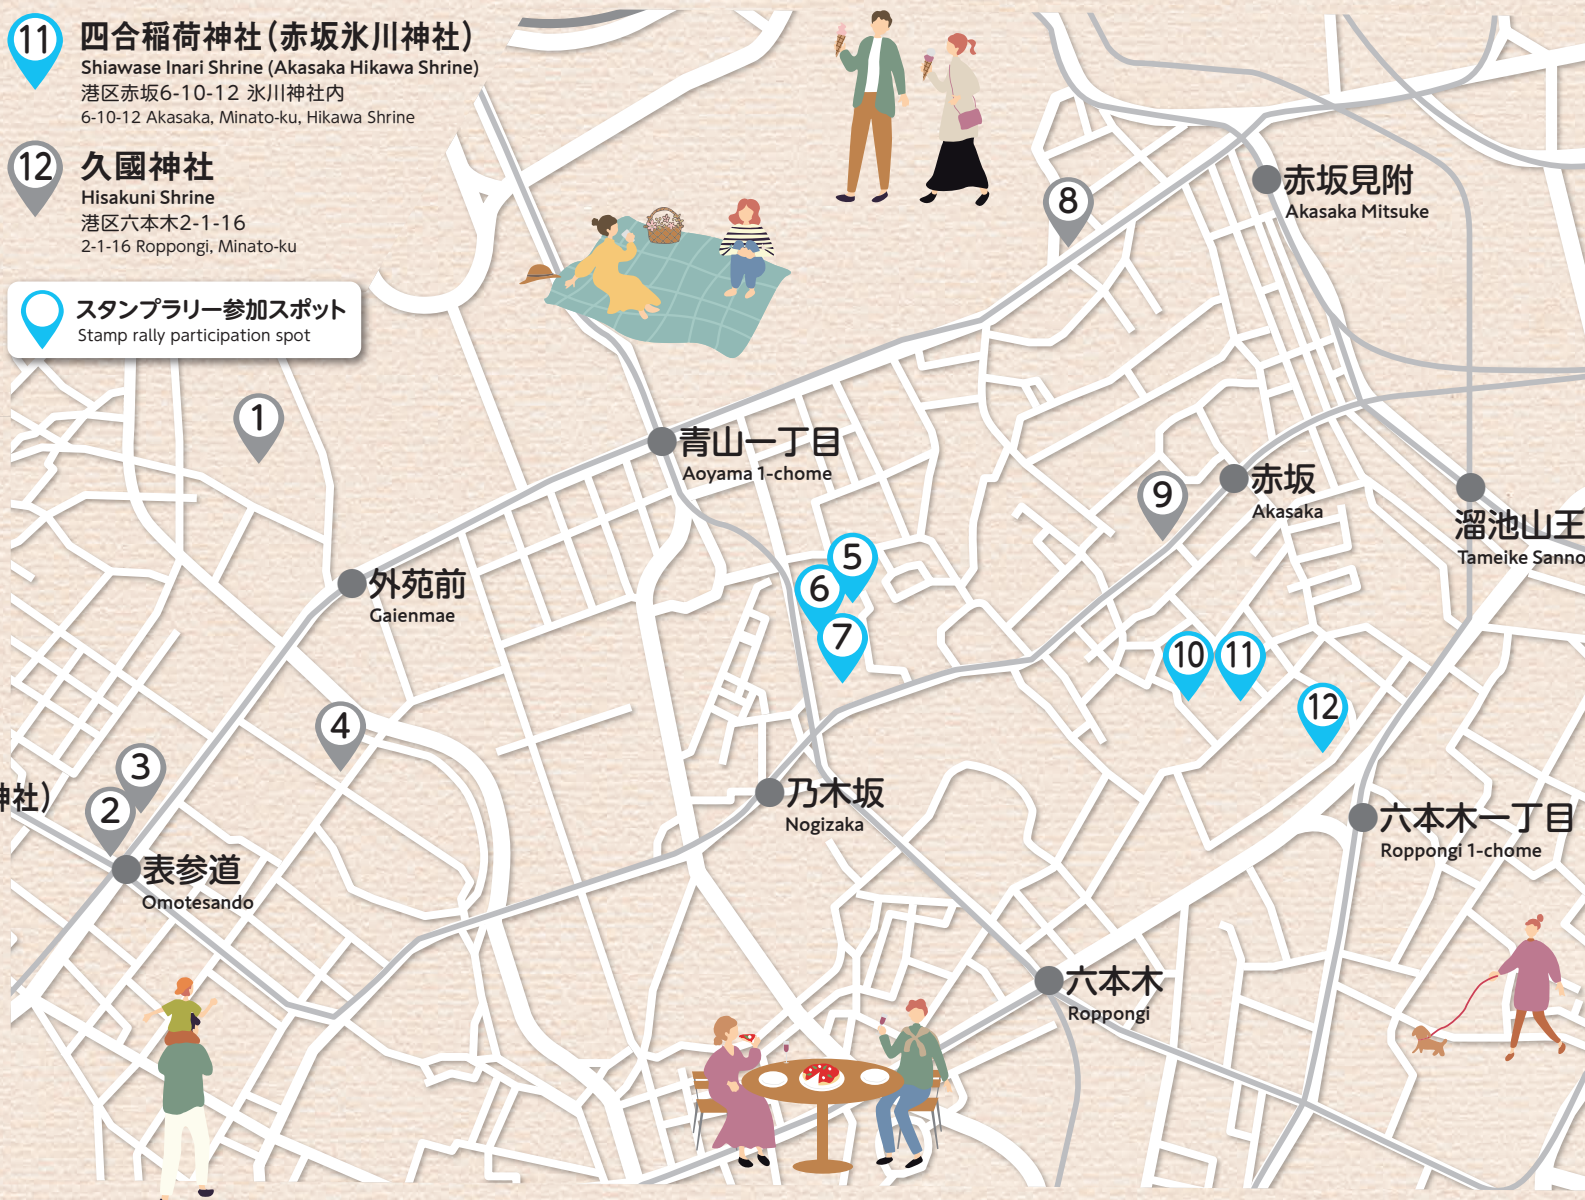 11
四合稲荷神社(赤坂氷川神社)
Shiawase Inari Shrine (Akasaka Hikawa Shrine)
港区赤坂6-10-12 氷川神社内
6-10-12 Akasaka, Minato-ku, Hikawa Shrine
12
久國神社
Hisakuni Shrine
港区六本木2-1-16
2-1-16 Roppongi, Minato-ku
スタンプラリー参加スポット
Stamp rally participation spot
8
赤坂見附
Akasaka Mitsuke
1
青山一丁目
Aoyama 1-chome
9
赤坂
Akasaka
溜池山王
Tameike Sanno
5
6
7
外苑前
Gaienmae
10
11
12
4
3
2
神社)
乃木坂
Nogizaka
六本木一丁目
Roppongi 1-chome
表参道
Omotesando
六本木
Roppongi